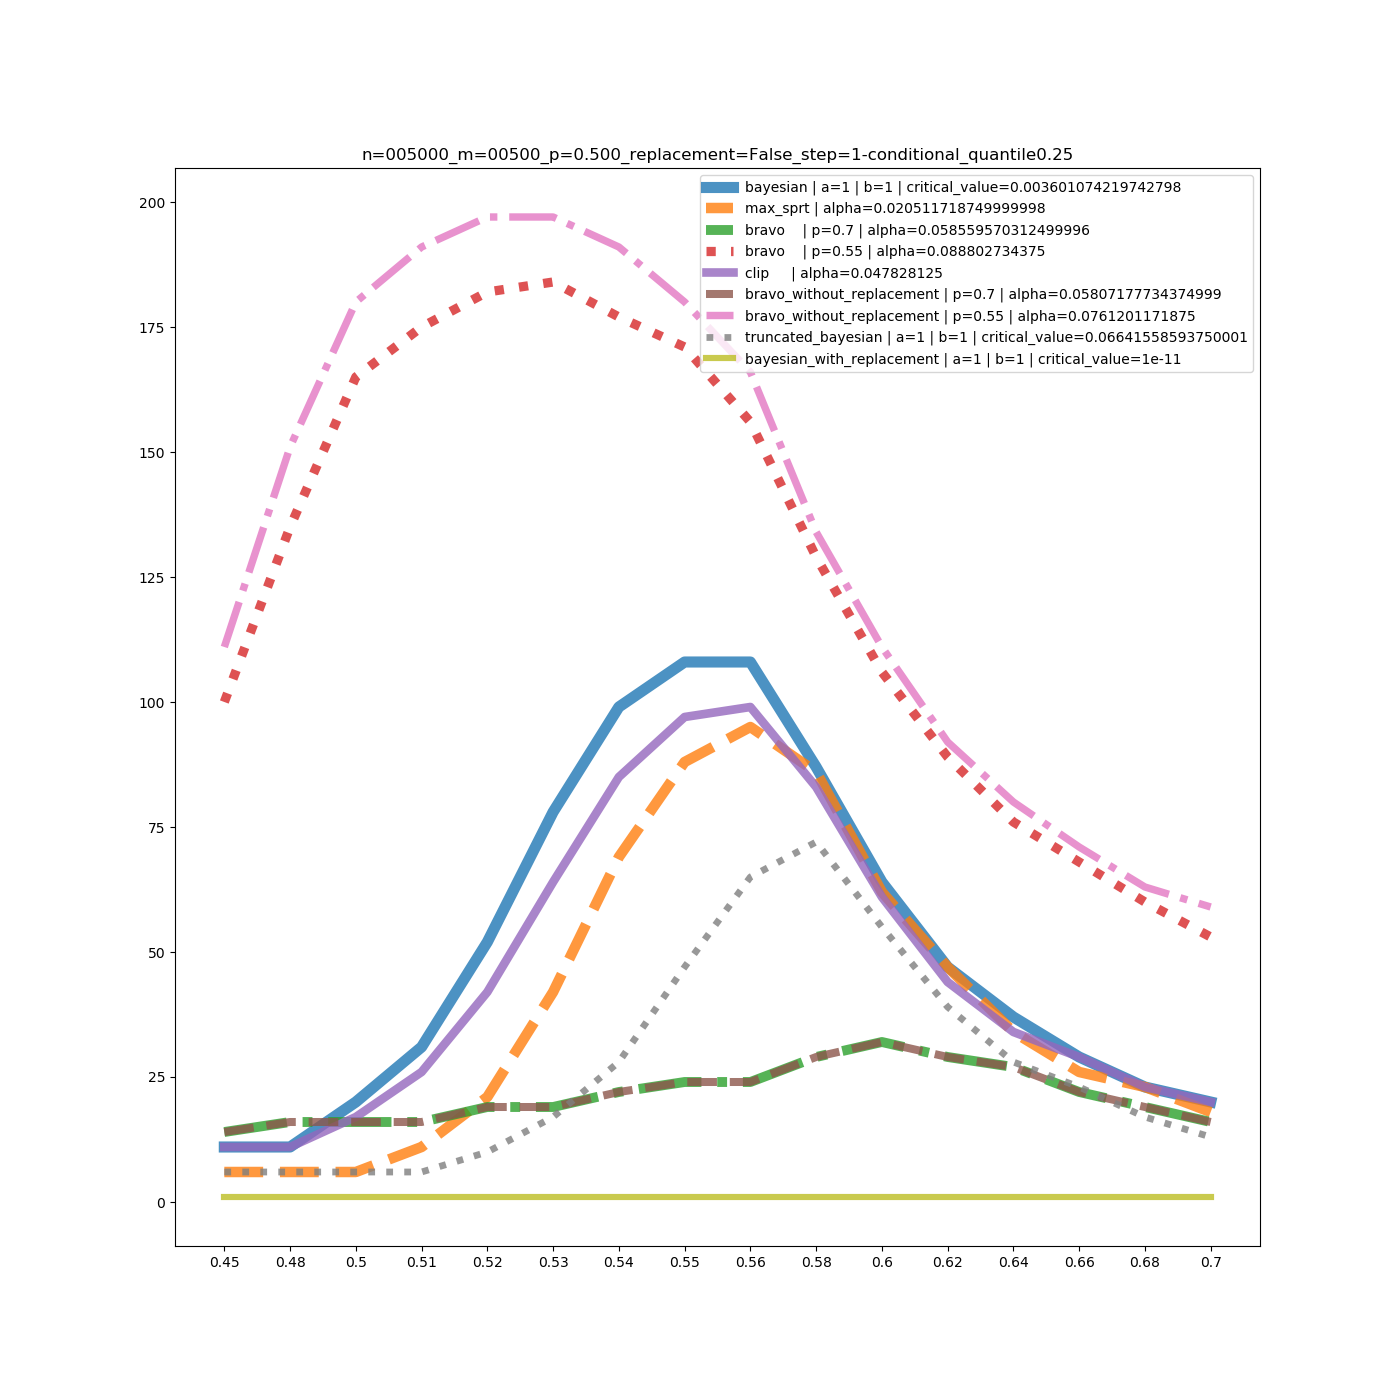 n=005000_m=00500_p=0.500_replacement=False_step=1-conditional_quantile0.25
bayesian | a=1 | b=1 | critical_value=0.003601074219742798
max_sprt | alpha=0.020511718749999998
bravo    | p=0.7 | alpha=0.058559570312499996
bravo    | p=0.55 | alpha=0.088802734375
clip     | alpha=0.047828125
bravo_without_replacement | p=0.7 | alpha=0.05807177734374999
bravo_without_replacement | p=0.55 | alpha=0.0761201171875
truncated_bayesian | a=1 | b=1 | critical_value=0.06641558593750001
bayesian_with_replacement | a=1 | b=1 | critical_value=1e-11
200
175
150
125
100
75
50
25
0
0.45 0.48 0.5 0.51 0.52 0.53 0.54 0.55 0.56 0.58 0.6 0.62 0.64 0.66 0.68 0.7